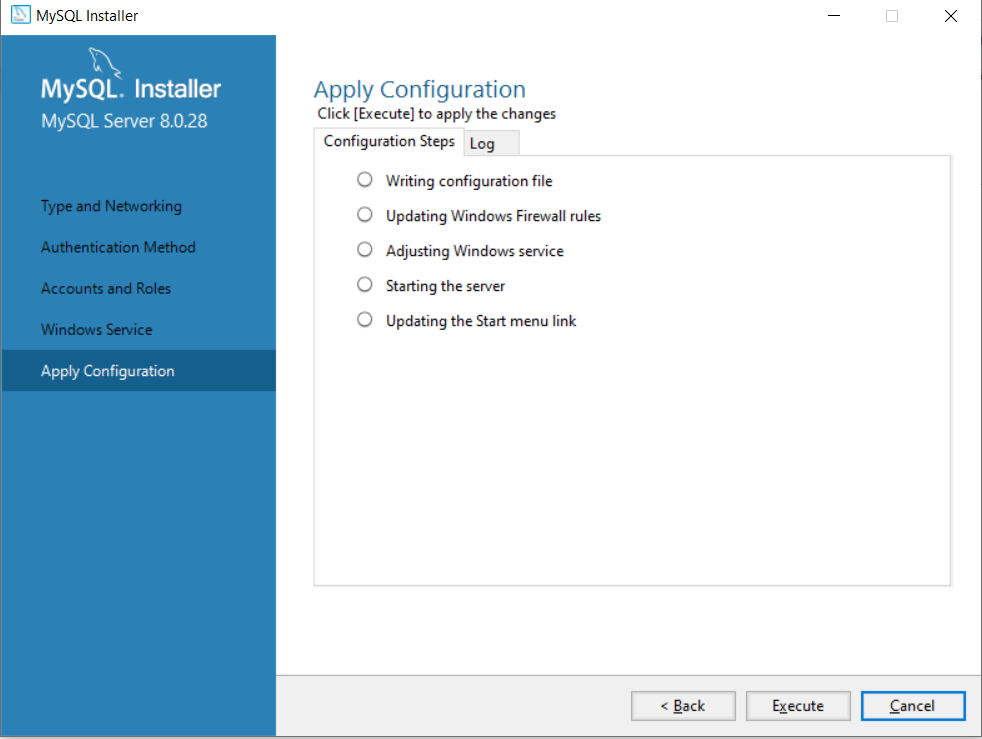 MySQL Installer
MySQL. Installer
MySQL Server 8.0.28
Type and Networking
Authentication Method
Accounts and Roles
Windows Service
Apply Configuration
Apply Configuration
Click [Execute] to apply the changes
Configuration Steps
Log
Writing configuration file
Updating Windows Firewall rules
Adjusting Windows service
Starting the server
Updating the Start menu link
< Back
Execute
Cancel